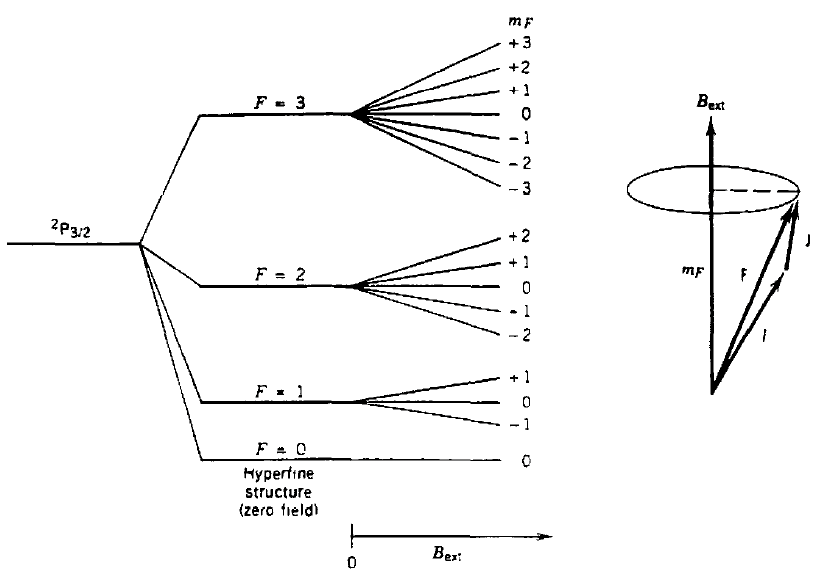 mF
+3
+2
+1
0
-1
-2
-3
F = 3
²P3/2
+2
+1
0
-1
-2
F = 2
+1
0
-1
F = 1
F = 0
0
Hyperfine
structure
(zero field)
0
Bext
Bext
mF
F
J
I